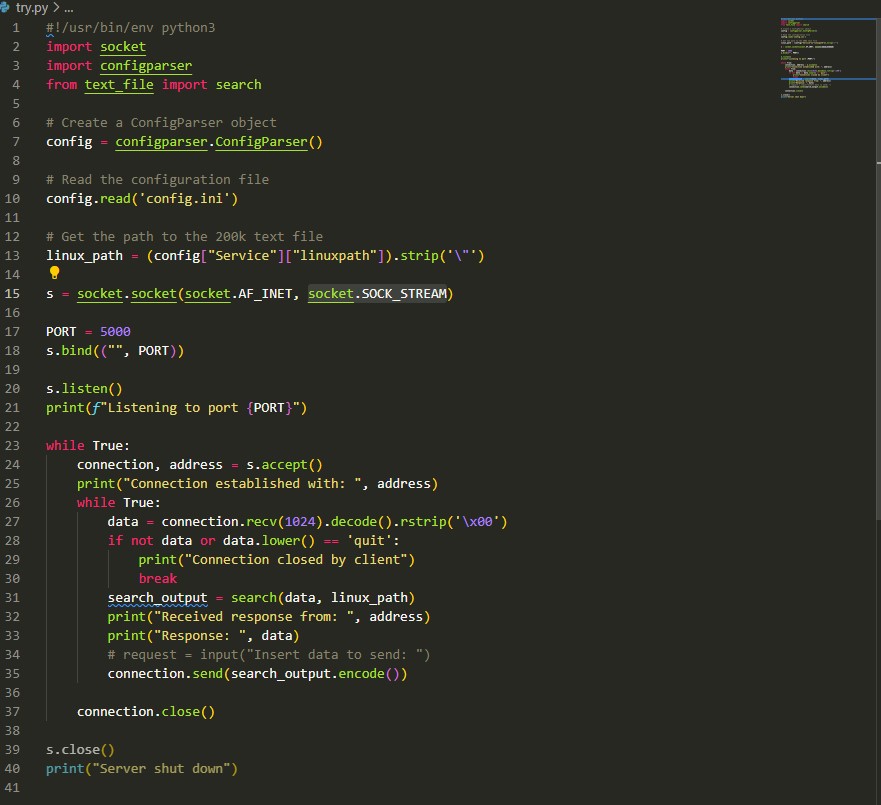 try.py > ...
1 #!/usr/bin/env python3
2 import socket
3 import configparser
4 from text_file import search
5
6 # Create a ConfigParser object
7 config = configparser.ConfigParser()
8
9 # Read the configuration file
10 config.read('config.ini')
11
12 # Get the path to the 200k text file
13 linux_path = (config["Service"]["linuxpath"]).strip('\"')
14
15 s = socket.socket(socket.AF_INET, socket.SOCK_STREAM)
16
17 PORT = 5000
18 s.bind(("", PORT))
19
20 s.listen()
21 print(f"Listening to port {PORT}")
22
23 while True:
24     connection, address = s.accept()
25     print("Connection established with: ", address)
26     while True:
27         data = connection.recv(1024).decode().rstrip('\x00')
28         if not data or data.lower() == 'quit':
29             print("Connection closed by client")
30             break
31         search_output = search(data, linux_path)
32         print("Received response from: ", address)
33         print("Response: ", data)
34         # request = input("Insert data to send: ")
35         connection.send(search_output.encode())
36
37     connection.close()
38
39 s.close()
40 print("Server shut down")
41